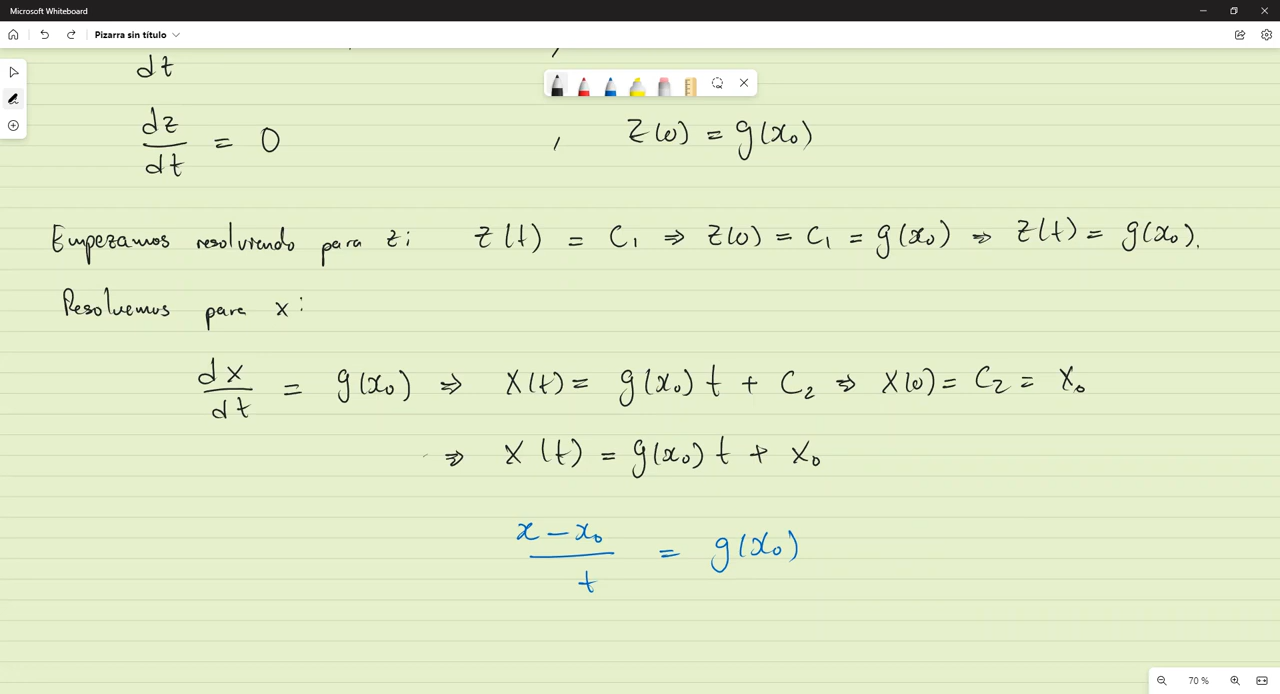 Microsoft Whiteboard
Pizarra sin título
dt
,
dz/dt = 0 , Z(0) = g(x₀)
Empezamos resolviendo para z: Z(t) = C₁ ⇒ Z(0) = C₁ = g(x₀) ⇒ Z(t) = g(x₀).
Resolvemos para x:
dx/dt = g(x₀) ⇒ X(t) = g(x₀) t + C₂ ⇒ X(0) = C₂ = X₀
⇒ X(t) = g(x₀) t + X₀
x − x₀/t = g(x₀)
70 %